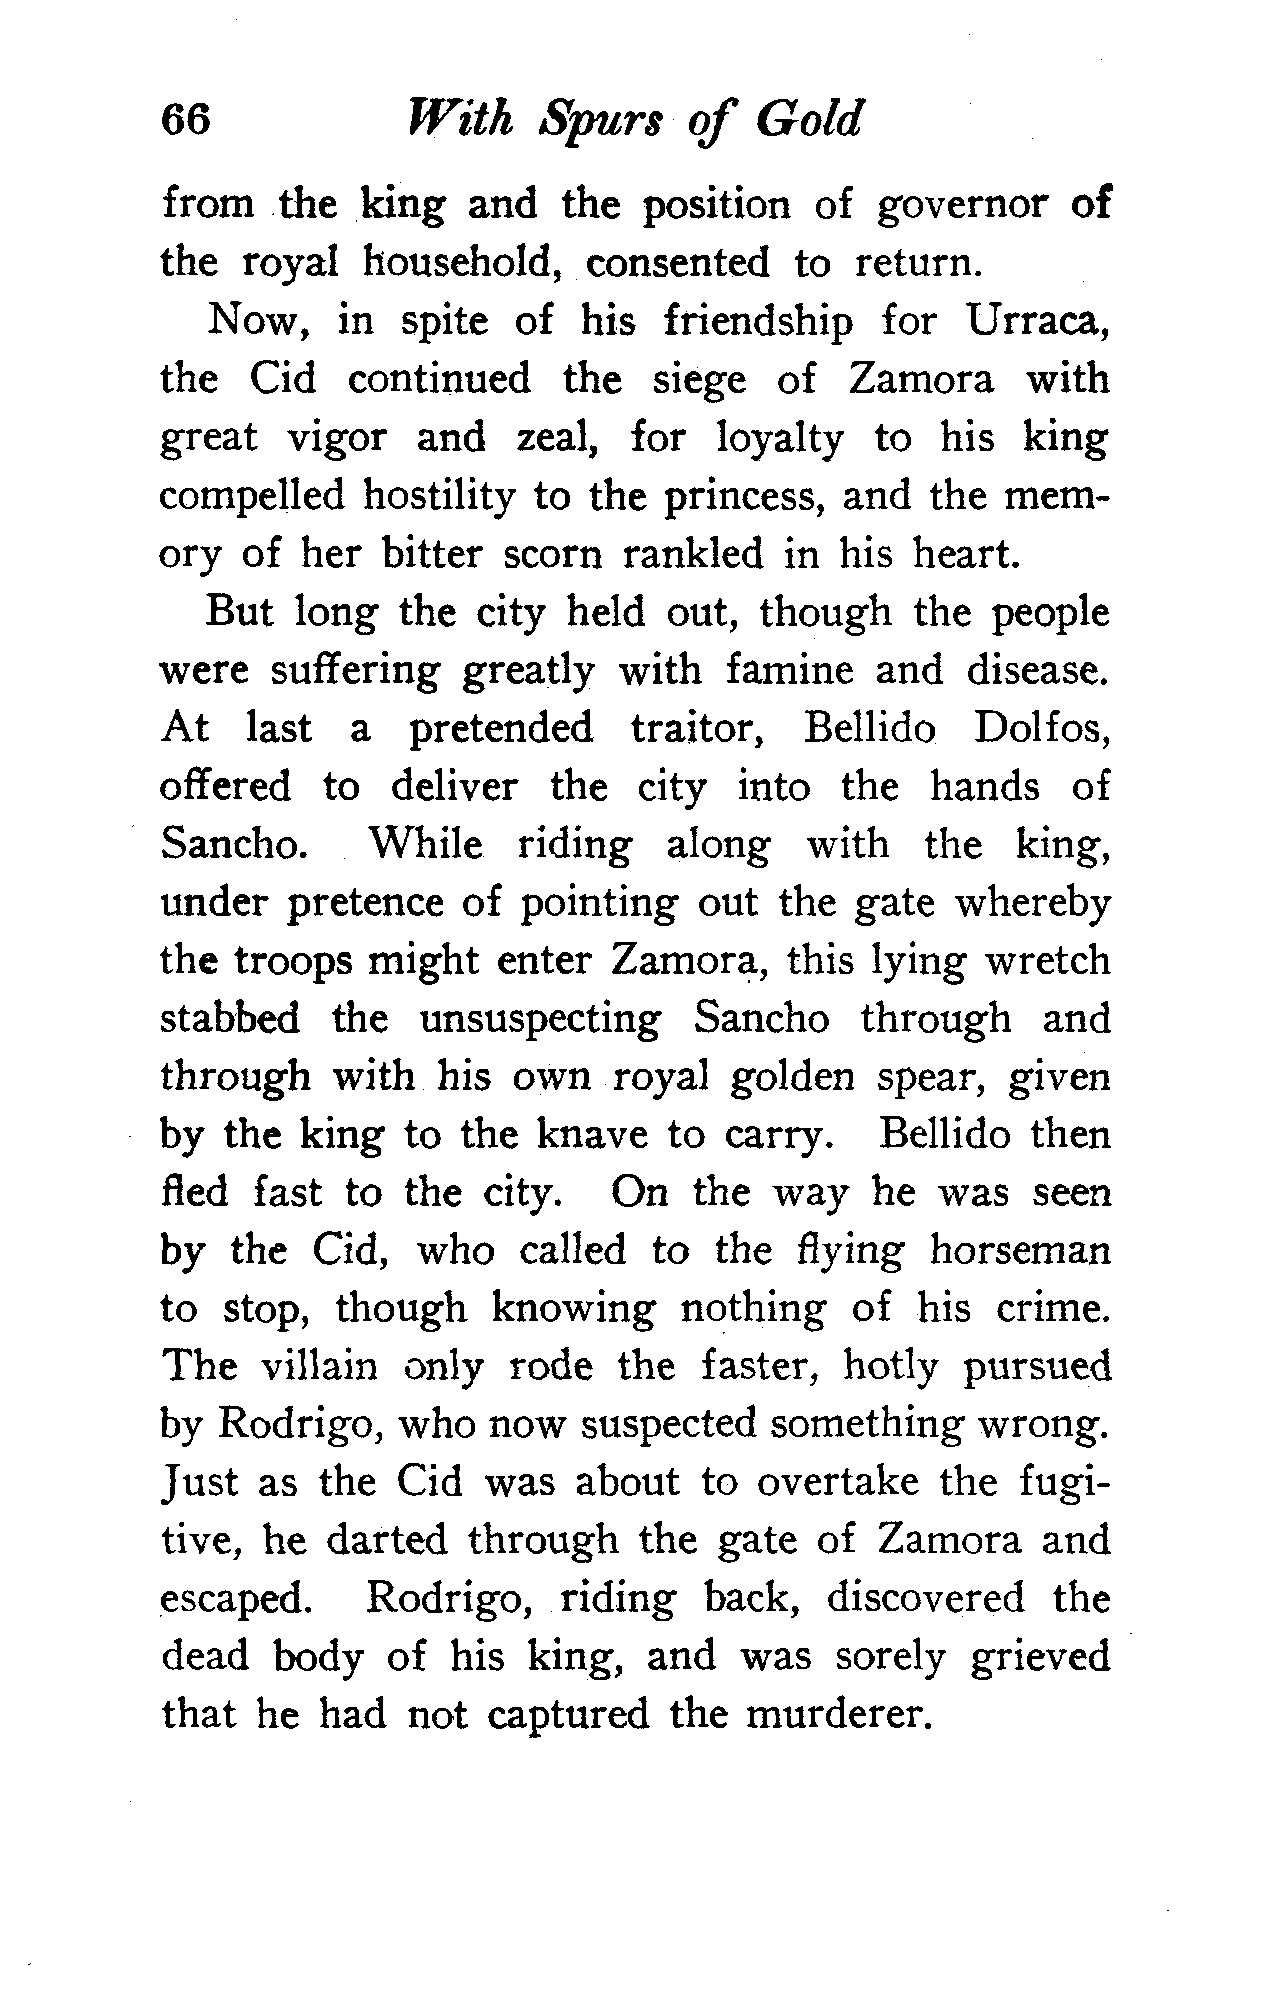 66 With Spurs of Gold
from the king and the position of governor of
the royal household, consented to return.
Now, in spite of his friendship for Urraca,
the Cid continued the siege of Zamora with
great vigor and zeal, for loyalty to his king
compelled hostility to the princess, and the mem-
ory of her bitter scorn rankled in his heart.
But long the city held out, though the people
were suffering greatly with famine and disease.
At last a pretended traitor, Bellido Dolfos,
offered to deliver the city into the hands of
Sancho. While riding along with the king,
under pretence of pointing out the gate whereby
the troops might enter Zamora, this lying wretch
stabbed the unsuspecting Sancho through and
through with his own royal golden spear, given
by the king to the knave to carry. Bellido then
fled fast to the city. On the way he was seen
by the Cid, who called to the flying horseman
to stop, though knowing nothing of his crime.
The villain only rode the faster, hotly pursued
by Rodrigo, who now suspected something wrong.
Just as the Cid was about to overtake the fugi-
tive, he darted through the gate of Zamora and
escaped. Rodrigo, riding back, discovered the
dead body of his king, and was sorely grieved
that he had not captured the murderer.